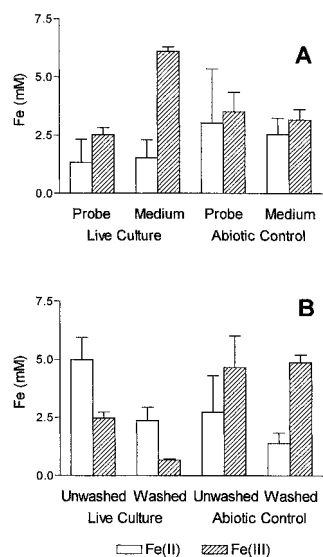 A
7.5
5.0
Fe (mM)
2.5
0.0
Probe Medium Probe Medium
Live Culture Abiotic Control
B
7.5
5.0
Fe (mM)
2.5
0.0
Unwashed Washed Unwashed Washed
Live Culture Abiotic Control
Fe(II) Fe(III)